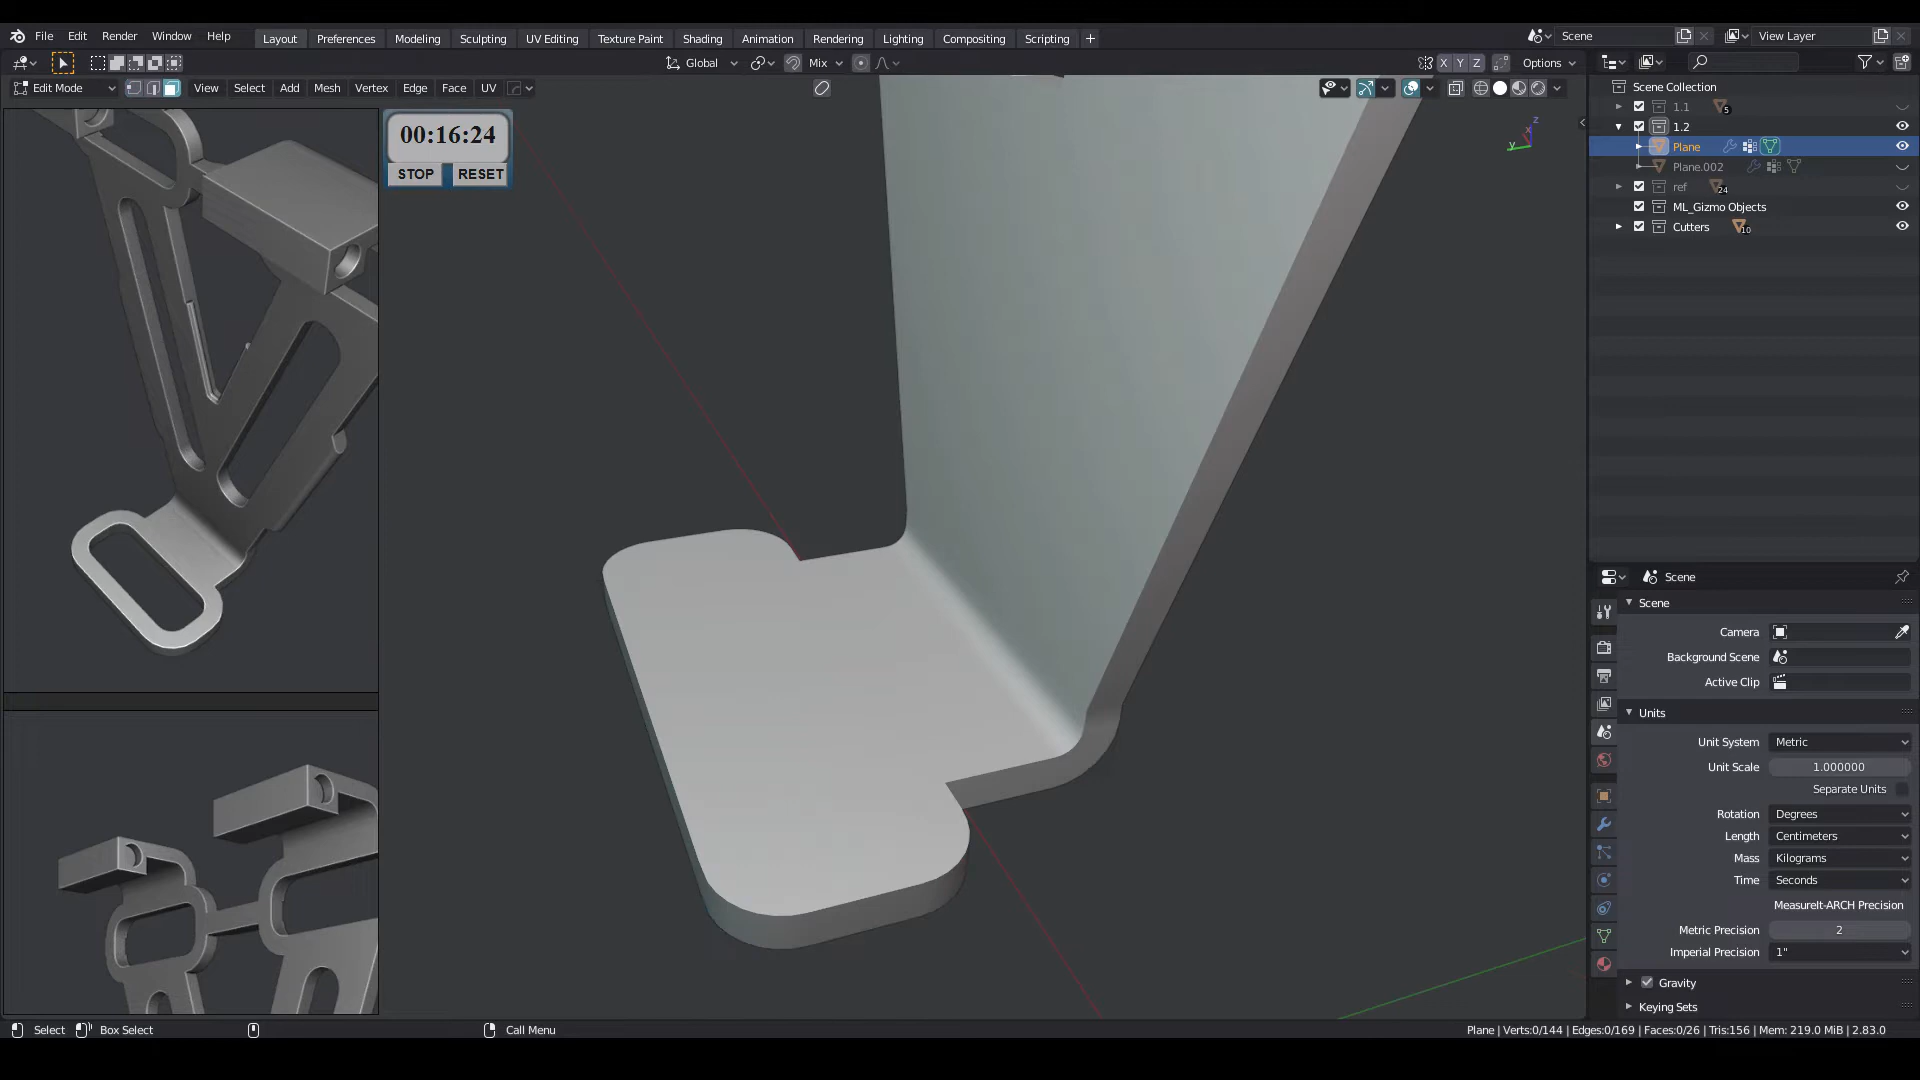 File Edit Render Window Help Layout Preferences Modeling Sculpting UV Editing Texture Paint Shading Animation Rendering Lighting Compositing Scripting + Scene View Layer
Global Mix X Y Z Options
Edit Mode View Select Add Mesh Vertex Edge Face UV
Scene Collection
1.1 5
1.2
Plane
Plane.002
ref 24
ML_Gizmo Objects
Cutters 10
00:16:24
STOP RESET
z
x
y
Scene
Scene
Camera
Background Scene
Active Clip
Units
Unit System Metric
Unit Scale 1.000000
Separate Units
Rotation Degrees
Length Centimeters
Mass Kilograms
Time Seconds
MeasureIt-ARCH Precision
Metric Precision 2
Imperial Precision 1"
Gravity
Keying Sets
Select Box Select Call Menu Plane | Verts:0/144 | Edges:0/169 | Faces:0/26 | Tris:156 | Mem: 219.0 MiB | 2.83.0